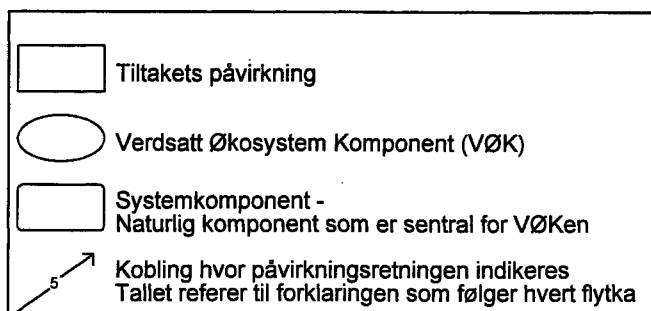 Tiltakets påvirkning
Verdsatt Økosystem Komponent (VØK)
Systemkomponent -
Naturlig komponent som er sentral for VØKen
5
Kobling hvor påvirkningsretningen indikeres
Tallet referer til forklaringen som følger hvert flytka